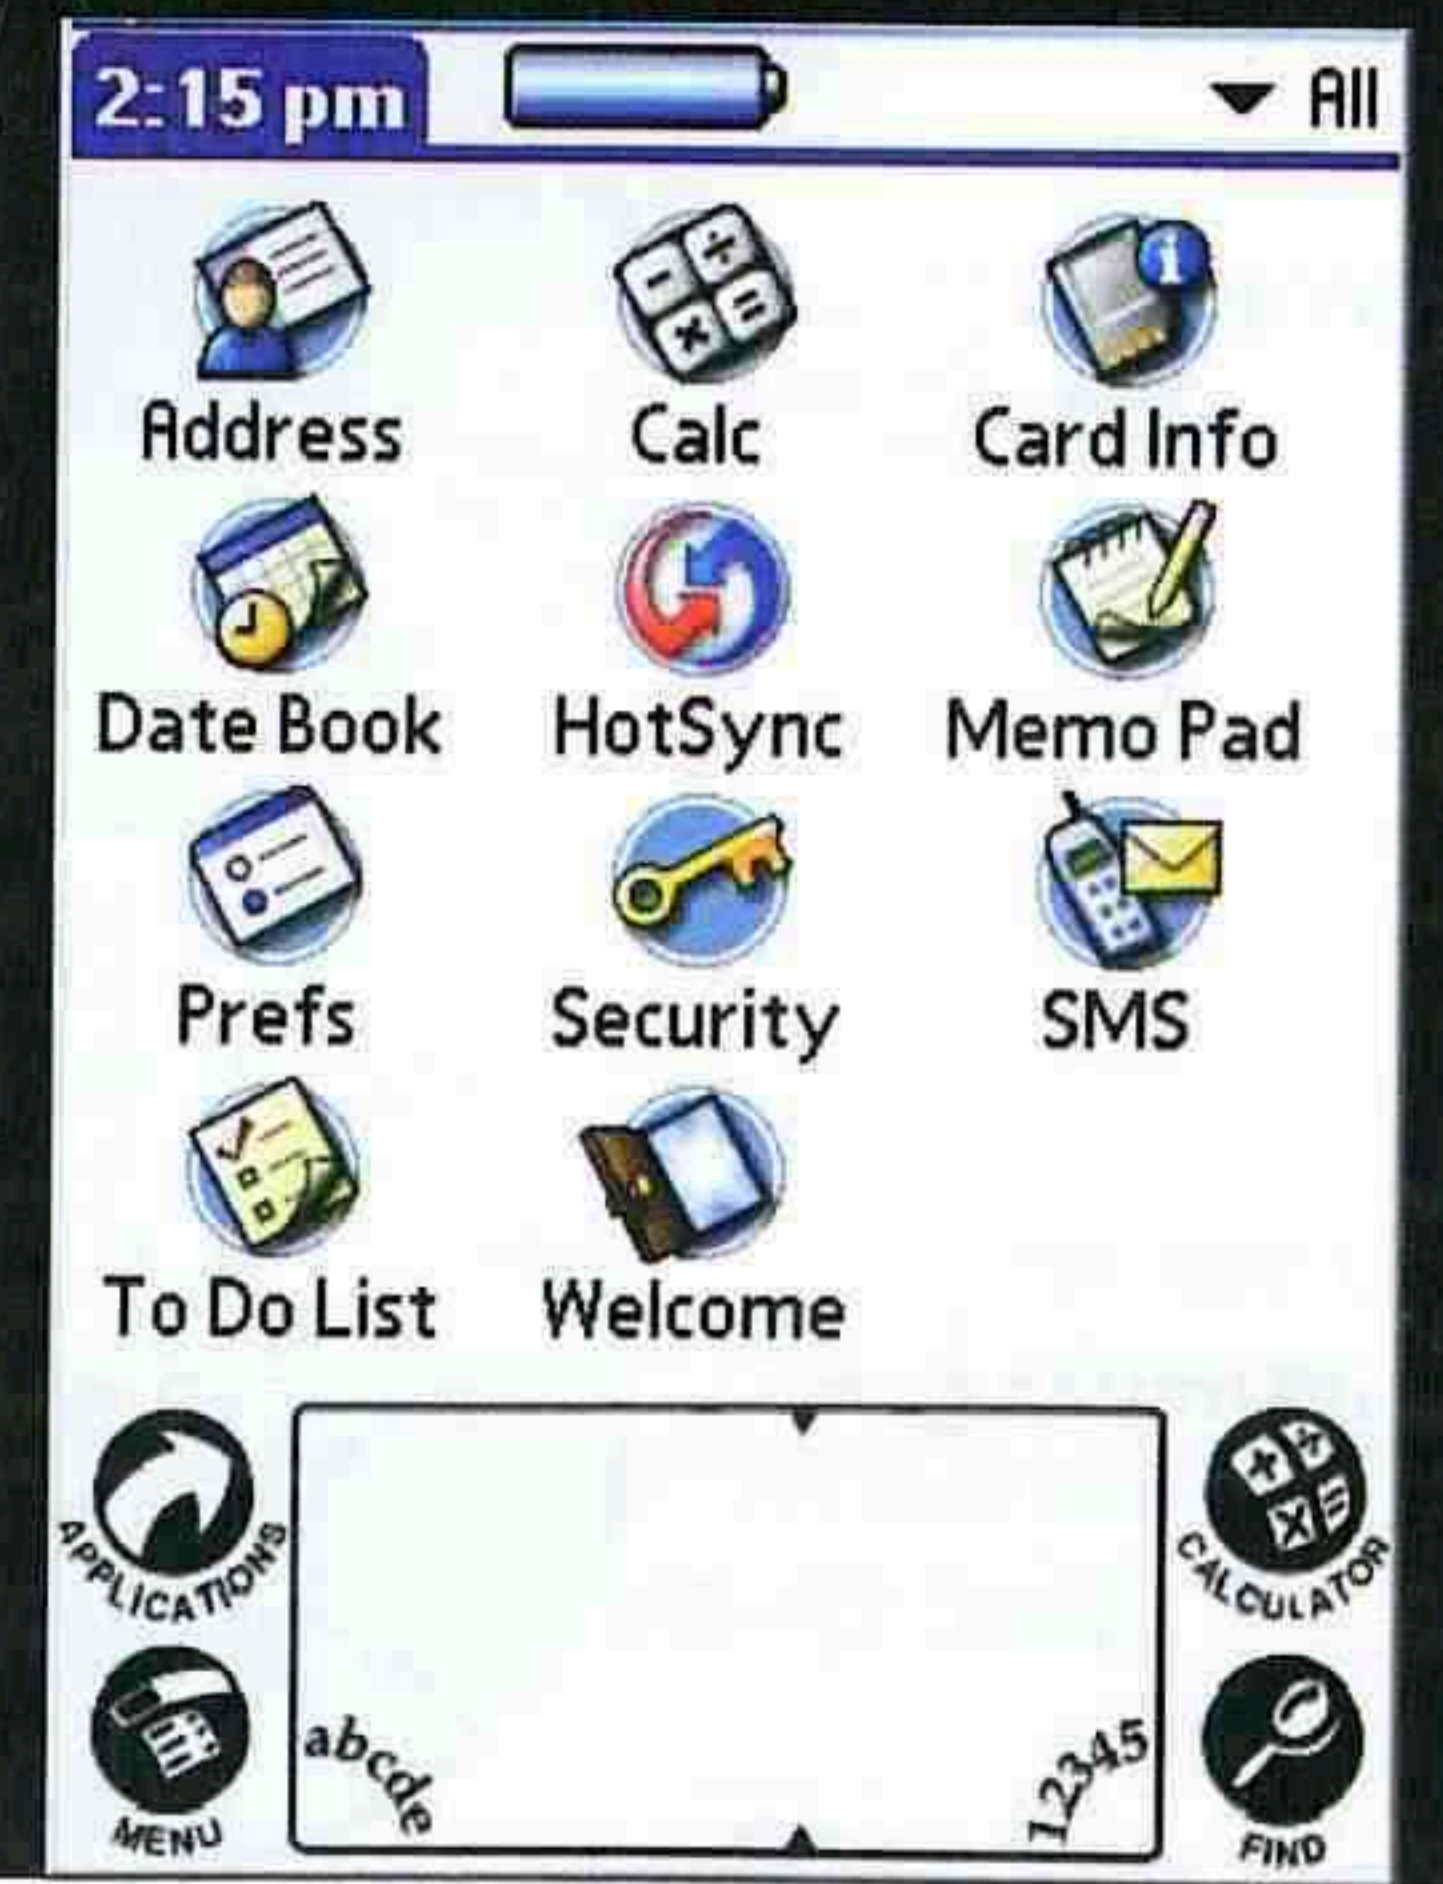 2:15 pm All
Address Calc Card Info
Date Book HotSync Memo Pad
Prefs Security SMS
To Do List Welcome
APPLICATIONS CALCULATOR
abcde 12345
MENU FIND